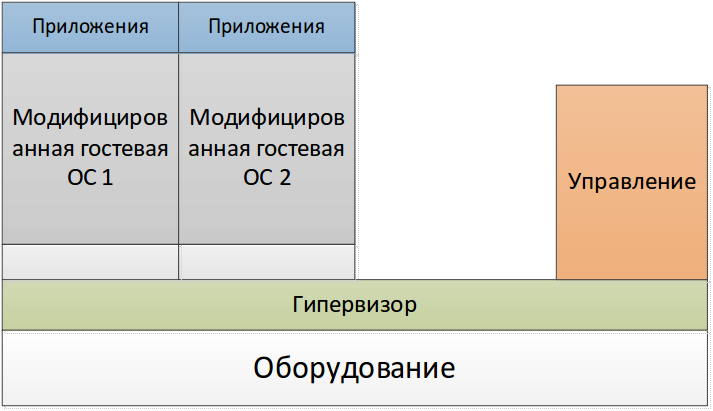 Приложения
Приложения
Модифициров
анная гостевая
ОС 1
Модифициров
анная гостевая
ОС 2
Управление
Гипервизор
Оборудование